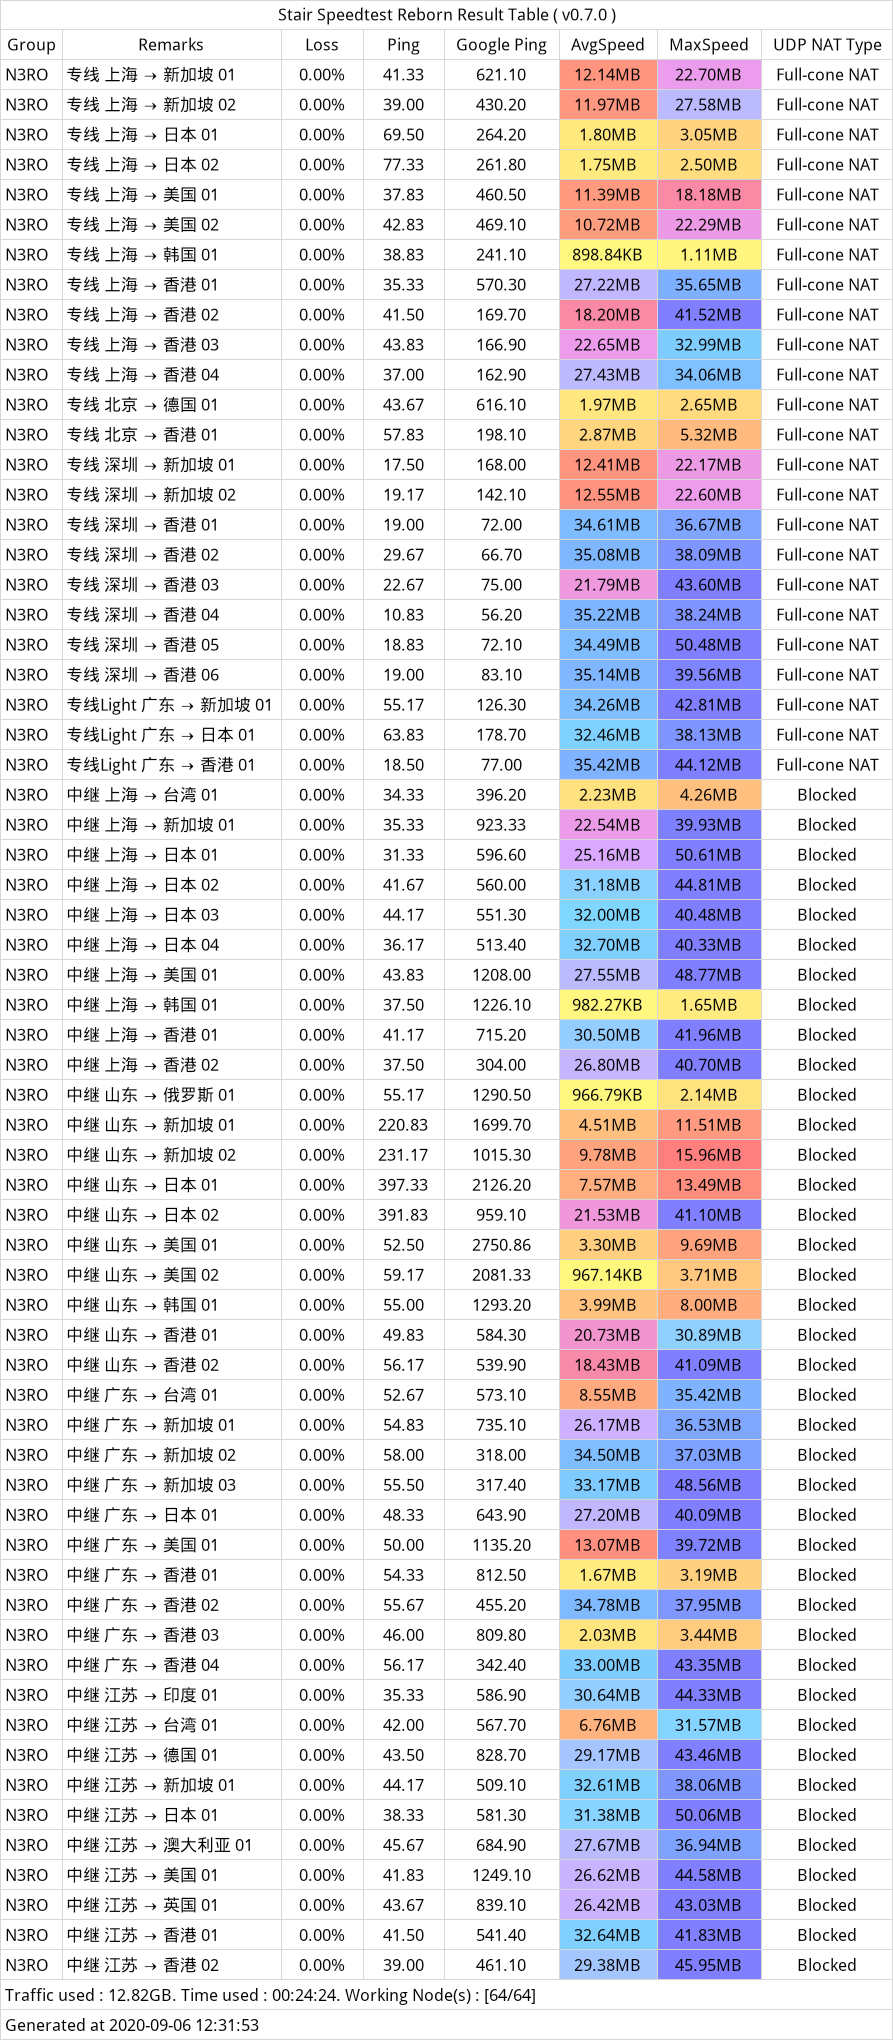 Stair Speedtest Reborn Result Table ( v0.7.0 )
Group Remarks Loss Ping Google Ping AvgSpeed MaxSpeed UDP NAT Type
N3RO 专线 上海 → 新加坡 01 0.00% 41.33 621.10 12.14MB 22.70MB Full-cone NAT
N3RO 专线 上海 → 新加坡 02 0.00% 39.00 430.20 11.97MB 27.58MB Full-cone NAT
N3RO 专线 上海 → 日本 01 0.00% 69.50 264.20 1.80MB 3.05MB Full-cone NAT
N3RO 专线 上海 → 日本 02 0.00% 77.33 261.80 1.75MB 2.50MB Full-cone NAT
N3RO 专线 上海 → 美国 01 0.00% 37.83 460.50 11.39MB 18.18MB Full-cone NAT
N3RO 专线 上海 → 美国 02 0.00% 42.83 469.10 10.72MB 22.29MB Full-cone NAT
N3RO 专线 上海 → 韩国 01 0.00% 38.83 241.10 898.84KB 1.11MB Full-cone NAT
N3RO 专线 上海 → 香港 01 0.00% 35.33 570.30 27.22MB 35.65MB Full-cone NAT
N3RO 专线 上海 → 香港 02 0.00% 41.50 169.70 18.20MB 41.52MB Full-cone NAT
N3RO 专线 上海 → 香港 03 0.00% 43.83 166.90 22.65MB 32.99MB Full-cone NAT
N3RO 专线 上海 → 香港 04 0.00% 37.00 162.90 27.43MB 34.06MB Full-cone NAT
N3RO 专线 北京 → 德国 01 0.00% 43.67 616.10 1.97MB 2.65MB Full-cone NAT
N3RO 专线 北京 → 香港 01 0.00% 57.83 198.10 2.87MB 5.32MB Full-cone NAT
N3RO 专线 深圳 → 新加坡 01 0.00% 17.50 168.00 12.41MB 22.17MB Full-cone NAT
N3RO 专线 深圳 → 新加坡 02 0.00% 19.17 142.10 12.55MB 22.60MB Full-cone NAT
N3RO 专线 深圳 → 香港 01 0.00% 19.00 72.00 34.61MB 36.67MB Full-cone NAT
N3RO 专线 深圳 → 香港 02 0.00% 29.67 66.70 35.08MB 38.09MB Full-cone NAT
N3RO 专线 深圳 → 香港 03 0.00% 22.67 75.00 21.79MB 43.60MB Full-cone NAT
N3RO 专线 深圳 → 香港 04 0.00% 10.83 56.20 35.22MB 38.24MB Full-cone NAT
N3RO 专线 深圳 → 香港 05 0.00% 18.83 72.10 34.49MB 50.48MB Full-cone NAT
N3RO 专线 深圳 → 香港 06 0.00% 19.00 83.10 35.14MB 39.56MB Full-cone NAT
N3RO 专线Light 广东 → 新加坡 01 0.00% 55.17 126.30 34.26MB 42.81MB Full-cone NAT
N3RO 专线Light 广东 → 日本 01 0.00% 63.83 178.70 32.46MB 38.13MB Full-cone NAT
N3RO 专线Light 广东 → 香港 01 0.00% 18.50 77.00 35.42MB 44.12MB Full-cone NAT
N3RO 中继 上海 → 台湾 01 0.00% 34.33 396.20 2.23MB 4.26MB Blocked
N3RO 中继 上海 → 新加坡 01 0.00% 35.33 923.33 22.54MB 39.93MB Blocked
N3RO 中继 上海 → 日本 01 0.00% 31.33 596.60 25.16MB 50.61MB Blocked
N3RO 中继 上海 → 日本 02 0.00% 41.67 560.00 31.18MB 44.81MB Blocked
N3RO 中继 上海 → 日本 03 0.00% 44.17 551.30 32.00MB 40.48MB Blocked
N3RO 中继 上海 → 日本 04 0.00% 36.17 513.40 32.70MB 40.33MB Blocked
N3RO 中继 上海 → 美国 01 0.00% 43.83 1208.00 27.55MB 48.77MB Blocked
N3RO 中继 上海 → 韩国 01 0.00% 37.50 1226.10 982.27KB 1.65MB Blocked
N3RO 中继 上海 → 香港 01 0.00% 41.17 715.20 30.50MB 41.96MB Blocked
N3RO 中继 上海 → 香港 02 0.00% 37.50 304.00 26.80MB 40.70MB Blocked
N3RO 中继 山东 → 俄罗斯 01 0.00% 55.17 1290.50 966.79KB 2.14MB Blocked
N3RO 中继 山东 → 新加坡 01 0.00% 220.83 1699.70 4.51MB 11.51MB Blocked
N3RO 中继 山东 → 新加坡 02 0.00% 231.17 1015.30 9.78MB 15.96MB Blocked
N3RO 中继 山东 → 日本 01 0.00% 397.33 2126.20 7.57MB 13.49MB Blocked
N3RO 中继 山东 → 日本 02 0.00% 391.83 959.10 21.53MB 41.10MB Blocked
N3RO 中继 山东 → 美国 01 0.00% 52.50 2750.86 3.30MB 9.69MB Blocked
N3RO 中继 山东 → 美国 02 0.00% 59.17 2081.33 967.14KB 3.71MB Blocked
N3RO 中继 山东 → 韩国 01 0.00% 55.00 1293.20 3.99MB 8.00MB Blocked
N3RO 中继 山东 → 香港 01 0.00% 49.83 584.30 20.73MB 30.89MB Blocked
N3RO 中继 山东 → 香港 02 0.00% 56.17 539.90 18.43MB 41.09MB Blocked
N3RO 中继 广东 → 台湾 01 0.00% 52.67 573.10 8.55MB 35.42MB Blocked
N3RO 中继 广东 → 新加坡 01 0.00% 54.83 735.10 26.17MB 36.53MB Blocked
N3RO 中继 广东 → 新加坡 02 0.00% 58.00 318.00 34.50MB 37.03MB Blocked
N3RO 中继 广东 → 新加坡 03 0.00% 55.50 317.40 33.17MB 48.56MB Blocked
N3RO 中继 广东 → 日本 01 0.00% 48.33 643.90 27.20MB 40.09MB Blocked
N3RO 中继 广东 → 美国 01 0.00% 50.00 1135.20 13.07MB 39.72MB Blocked
N3RO 中继 广东 → 香港 01 0.00% 54.33 812.50 1.67MB 3.19MB Blocked
N3RO 中继 广东 → 香港 02 0.00% 55.67 455.20 34.78MB 37.95MB Blocked
N3RO 中继 广东 → 香港 03 0.00% 46.00 809.80 2.03MB 3.44MB Blocked
N3RO 中继 广东 → 香港 04 0.00% 56.17 342.40 33.00MB 43.35MB Blocked
N3RO 中继 江苏 → 印度 01 0.00% 35.33 586.90 30.64MB 44.33MB Blocked
N3RO 中继 江苏 → 台湾 01 0.00% 42.00 567.70 6.76MB 31.57MB Blocked
N3RO 中继 江苏 → 德国 01 0.00% 43.50 828.70 29.17MB 43.46MB Blocked
N3RO 中继 江苏 → 新加坡 01 0.00% 44.17 509.10 32.61MB 38.06MB Blocked
N3RO 中继 江苏 → 日本 01 0.00% 38.33 581.30 31.38MB 50.06MB Blocked
N3RO 中继 江苏 → 澳大利亚 01 0.00% 45.67 684.90 27.67MB 36.94MB Blocked
N3RO 中继 江苏 → 美国 01 0.00% 41.83 1249.10 26.62MB 44.58MB Blocked
N3RO 中继 江苏 → 英国 01 0.00% 43.67 839.10 26.42MB 43.03MB Blocked
N3RO 中继 江苏 → 香港 01 0.00% 41.50 541.40 32.64MB 41.83MB Blocked
N3RO 中继 江苏 → 香港 02 0.00% 39.00 461.10 29.38MB 45.95MB Blocked
Traffic used : 12.82GB. Time used : 00:24:24. Working Node(s) : [64/64]
Generated at 2020-09-06 12:31:53